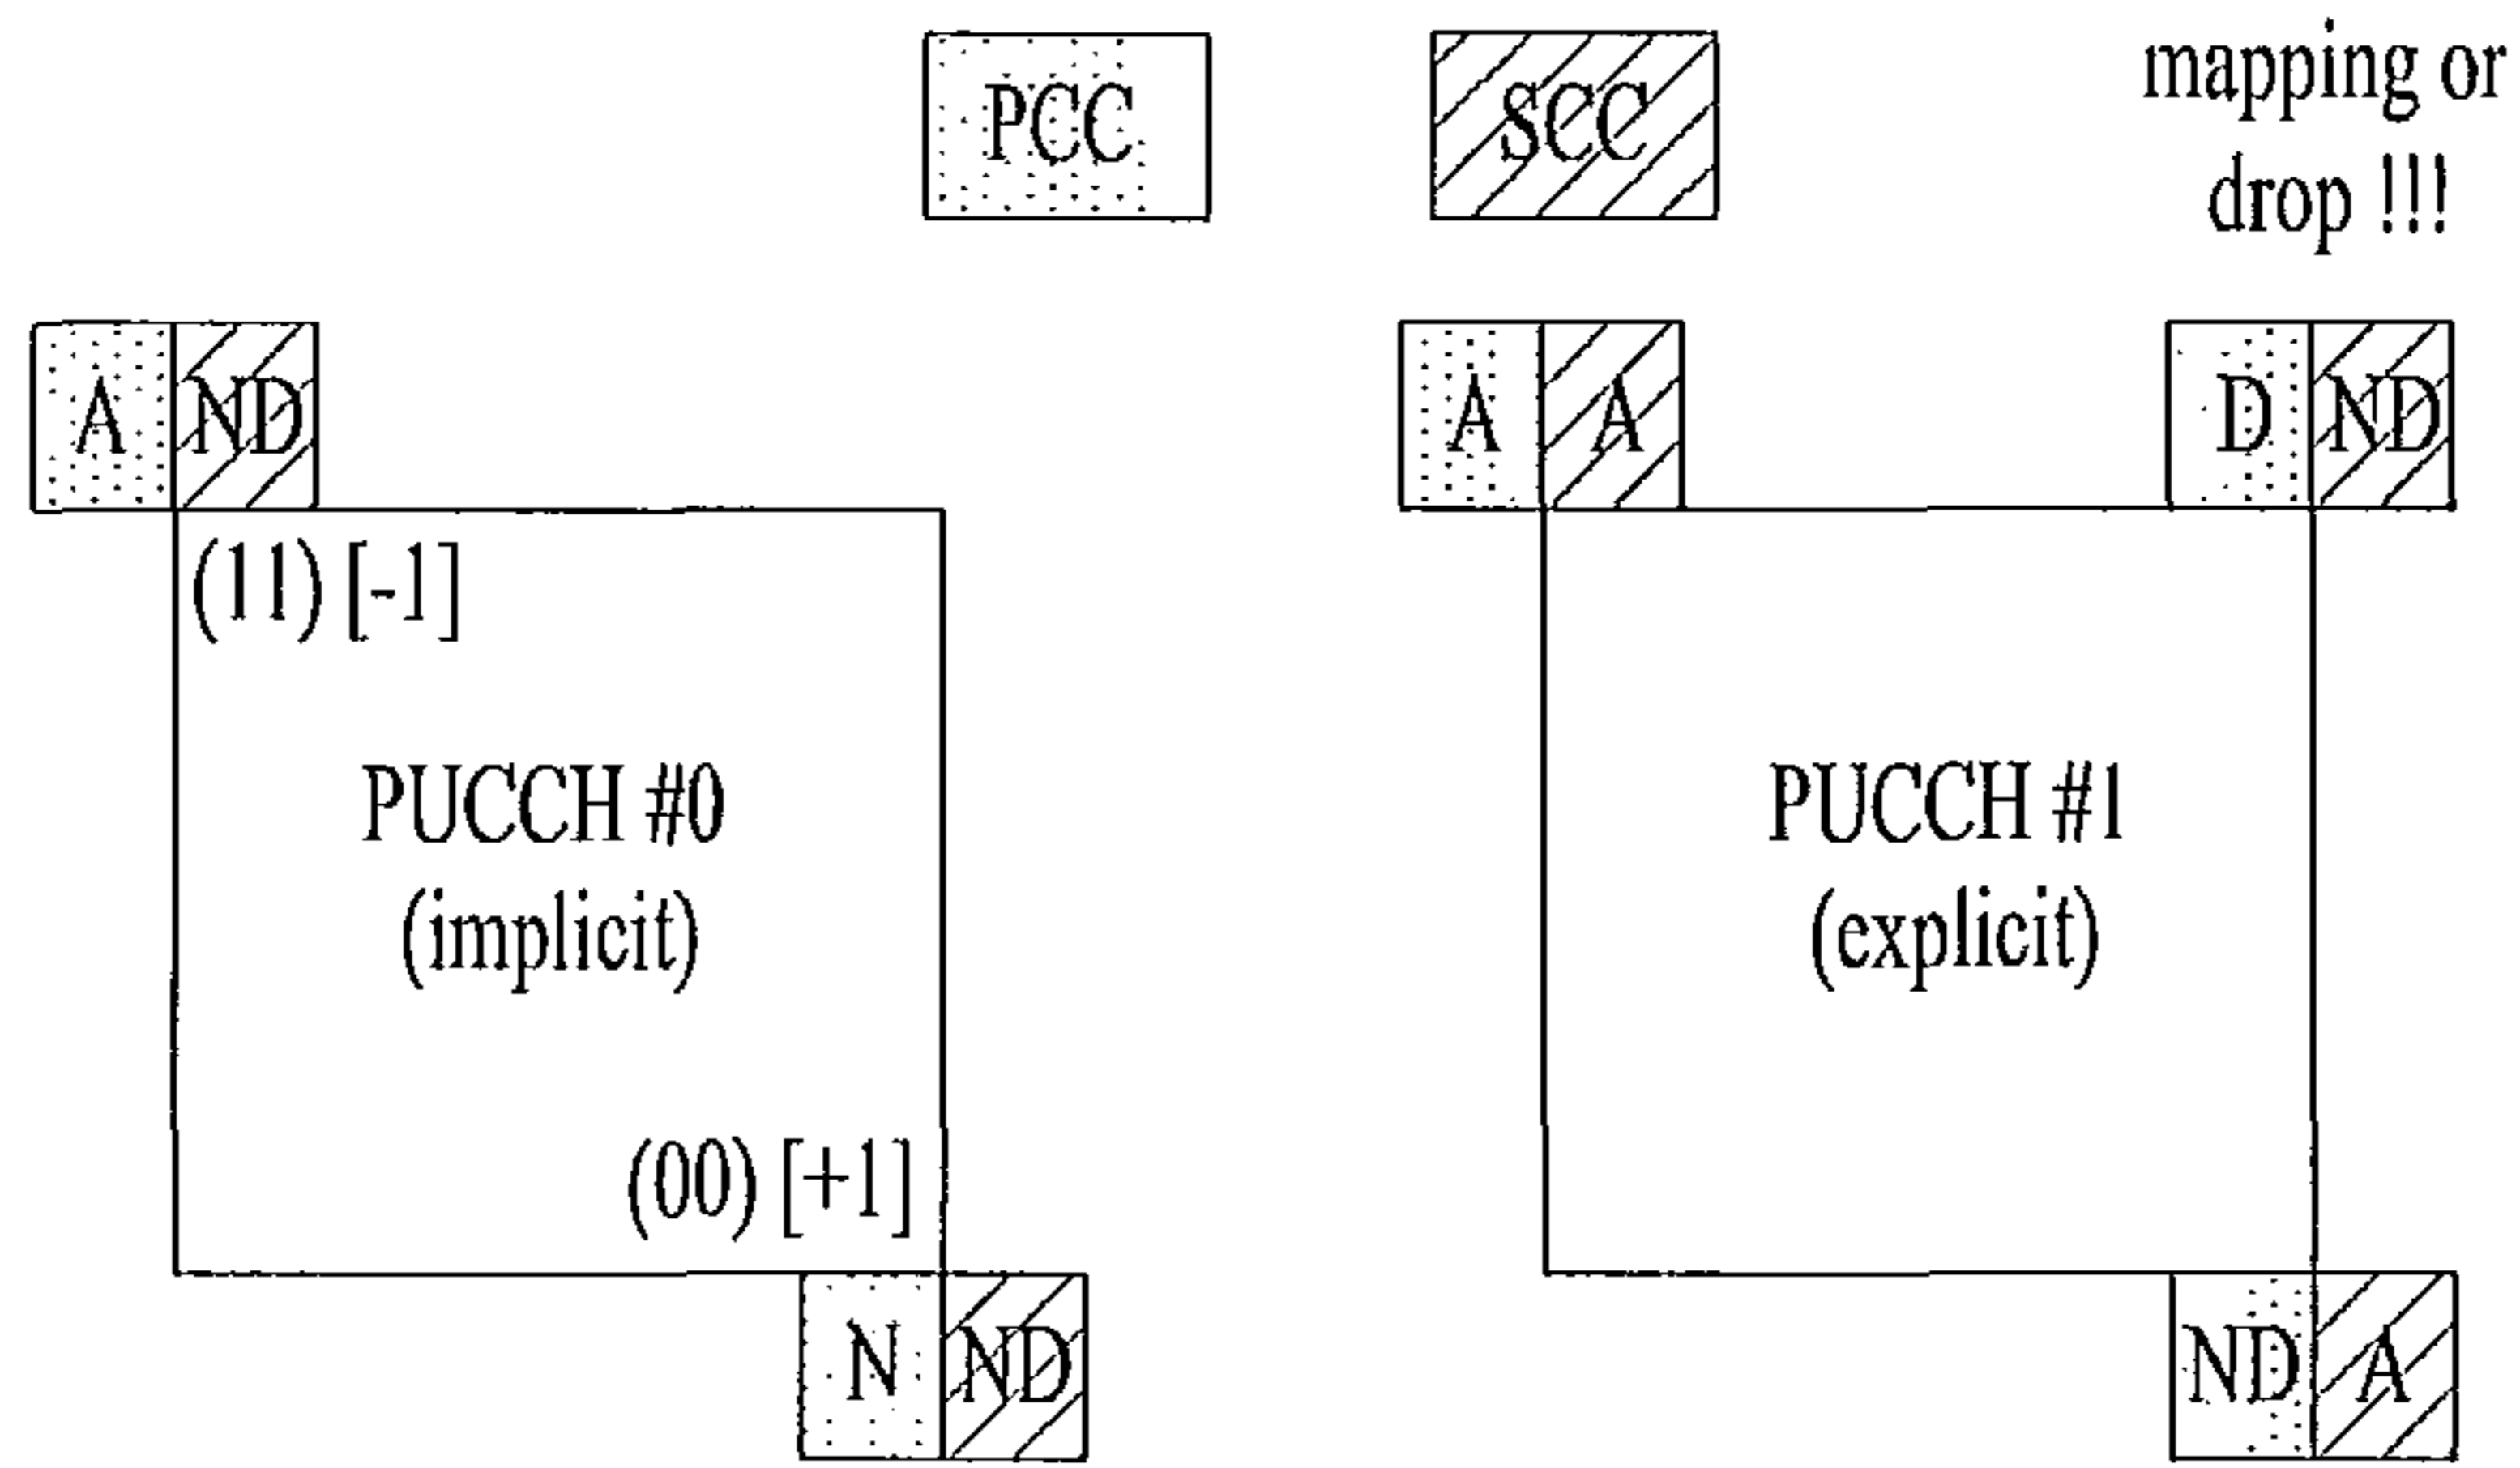 PCC
SCC
mapping or
drop !!!
A ND
A A
D ND
(11) [-1]
PUCCH #0
(implicit)
PUCCH #1
(explicit)
(00) [+1]
N ND
ND A